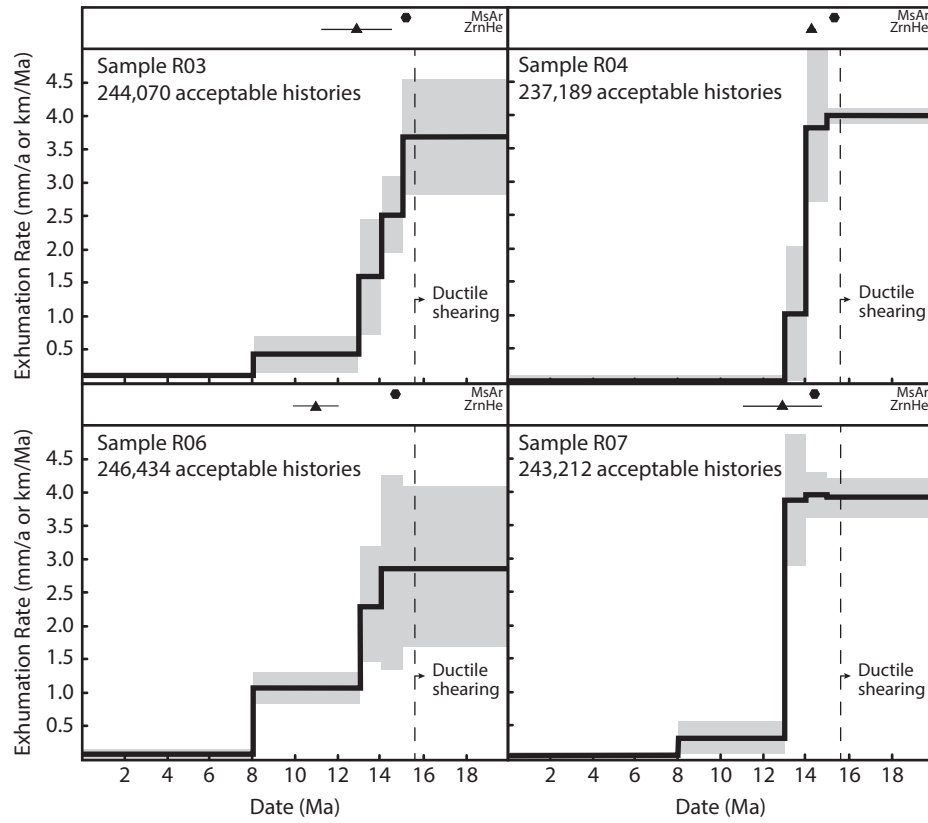 MsAr
ZrnHe
MsAr
ZrnHe
Sample R03
244,070 acceptable histories
Sample R04
237,189 acceptable histories
4.5
4.0
3.5
3.0
2.5
2.0
1.5
1.0
0.5
Exhumation Rate (mm/a or km/Ma)
Ductile
shearing
Ductile
shearing
MsAr
ZrnHe
MsAr
ZrnHe
Sample R06
246,434 acceptable histories
Sample R07
243,212 acceptable histories
4.5
4.0
3.5
3.0
2.5
2.0
1.5
1.0
0.5
Exhumation Rate (mm/a or km/Ma)
Ductile
shearing
Ductile
shearing
2 4 6 8 10 12 14 16 18
2 4 6 8 10 12 14 16 18
Date (Ma)
Date (Ma)